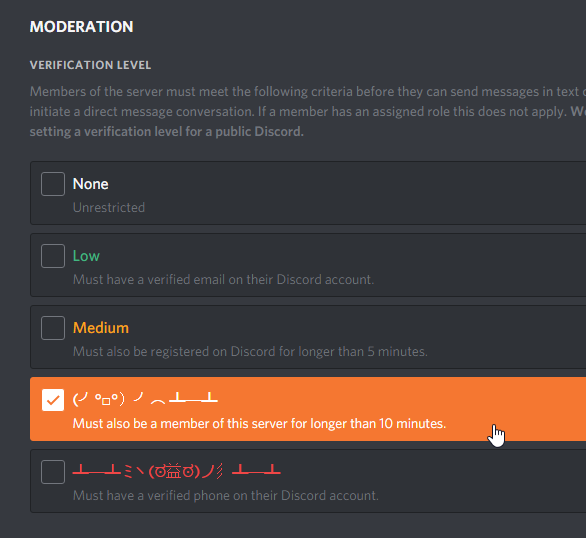 MODERATION
VERIFICATION LEVEL
Members of the server must meet the following criteria before they can send messages in text
initiate a direct message conversation. If a member has an assigned role this does not apply.
setting a verification level for a public Discord.
None
Unrestricted
Low
Must have a verified email on their Discord account.
Medium
Must also be registered on Discord for longer than 5 minutes.
(╯°□°）╯︵ ┻━┻
Must also be a member of this server for longer than 10 minutes.
┻━┻ミヽ(ಠ益ಠ)ノ彡┻━┻
Must have a verified phone on their Discord account.